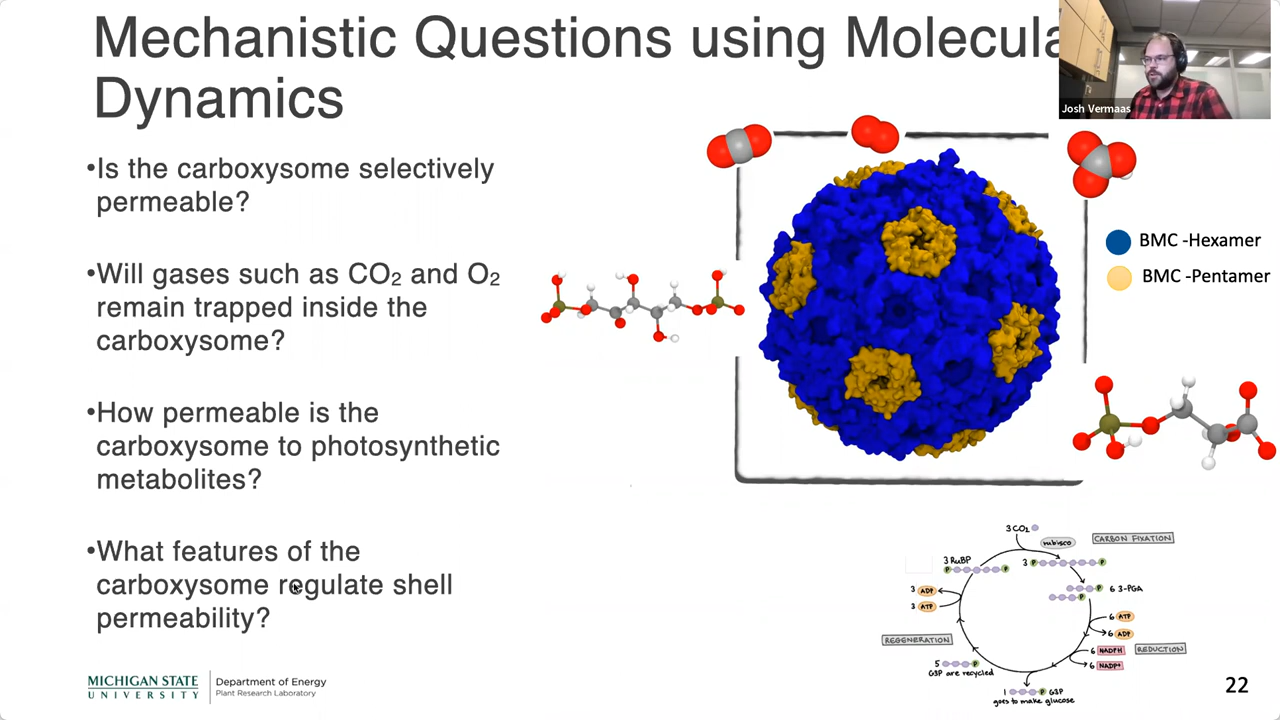 Mechanistic Questions using Molecula
Dynamics
Josh Vermaas
•Is the carboxysome selectively
permeable?
•Will gases such as CO₂ and O₂
remain trapped inside the
carboxysome?
•How permeable is the
carboxysome to photosynthetic
metabolites?
•What features of the
carboxysome regulate shell
permeability?
BMC -Hexamer
BMC -Pentamer
3 CO₂
rubisco
CARBON FIXATION
3 RuBP
P
P
3 P
P
6 3-PGA
P
P
3 ADP
3 ATP
6 ATP
6 ADP
6 NADPH
6 NADP+
REDUCTION
REGENERATION
5 P
G3P are recycled
1 P G3P
goes to make glucose
MICHIGAN STATE
UNIVERSITY
Department of Energy
Plant Research Laboratory
22